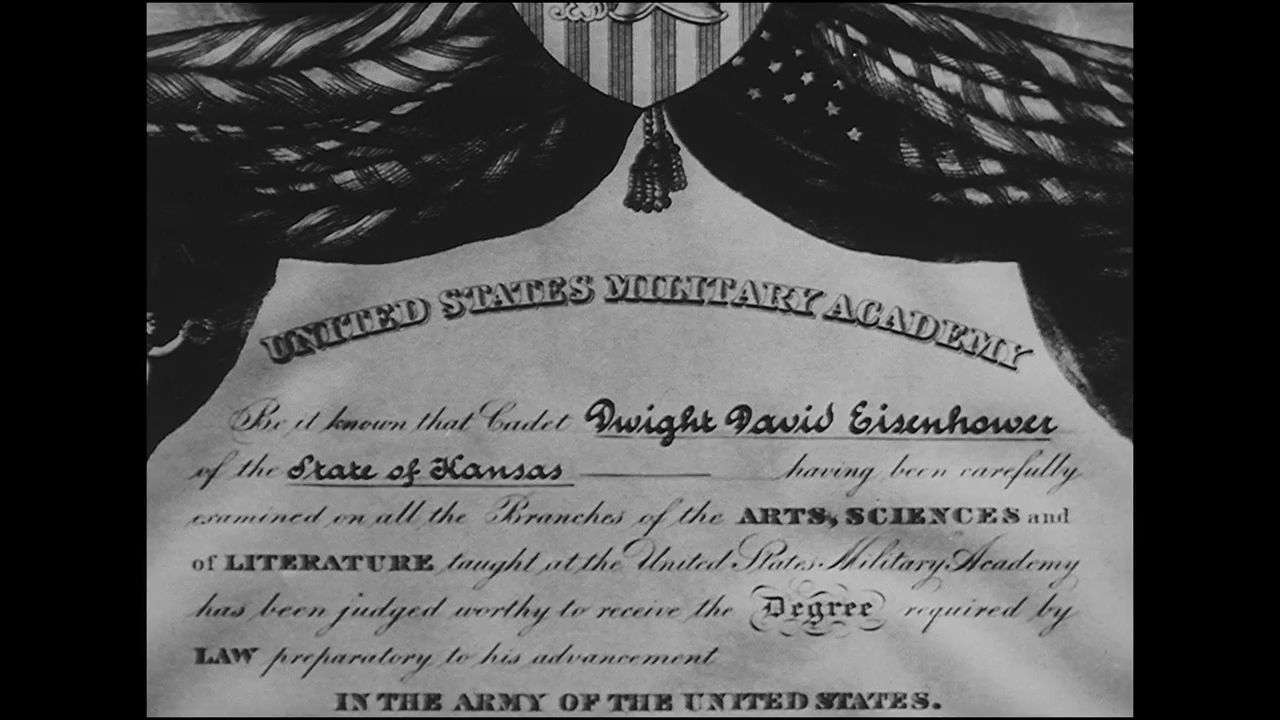 UNITED STATES MILITARY ACADEMY
Be it known that Cadet Dwight David Eisenhower
of the State of Kansas having been carefully
examined on all the Branches of the ARTS, SCIENCES and
of LITERATURE taught at the United States Military Academy
has been judged worthy to receive the Degree required by
LAW preparatory to his advancement
IN THE ARMY OF THE UNITED STATES.